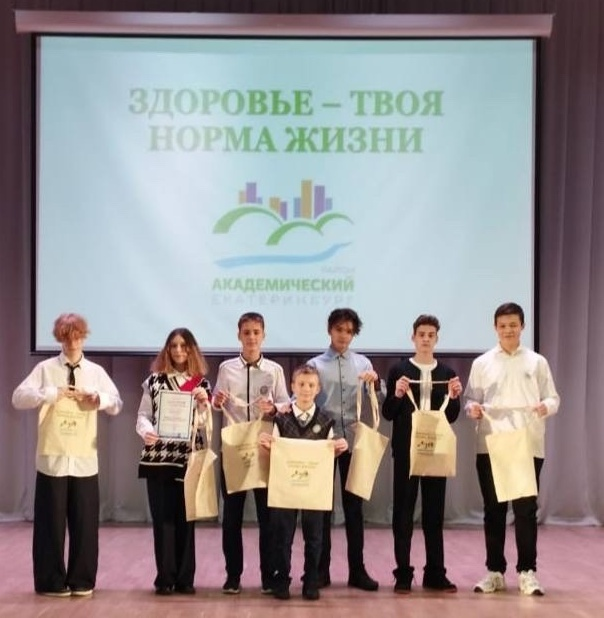 ЗДОРОВЬЕ – ТВОЯ
НОРМА ЖИЗНИ
РАЙОН
АКАДЕМИЧЕСКИЙ
ЕКАТЕРИНБУРГ